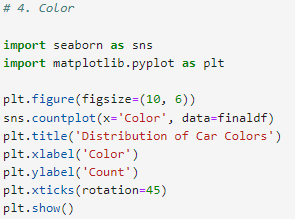 # 4. Color
import seaborn as sns
import matplotlib.pyplot as plt
plt.figure(figsize=(10, 6))
sns.countplot(x='Color', data=finaldf)
plt.title('Distribution of Car Colors')
plt.xlabel('Color')
plt.ylabel('Count')
plt.xticks(rotation=45)
plt.show()